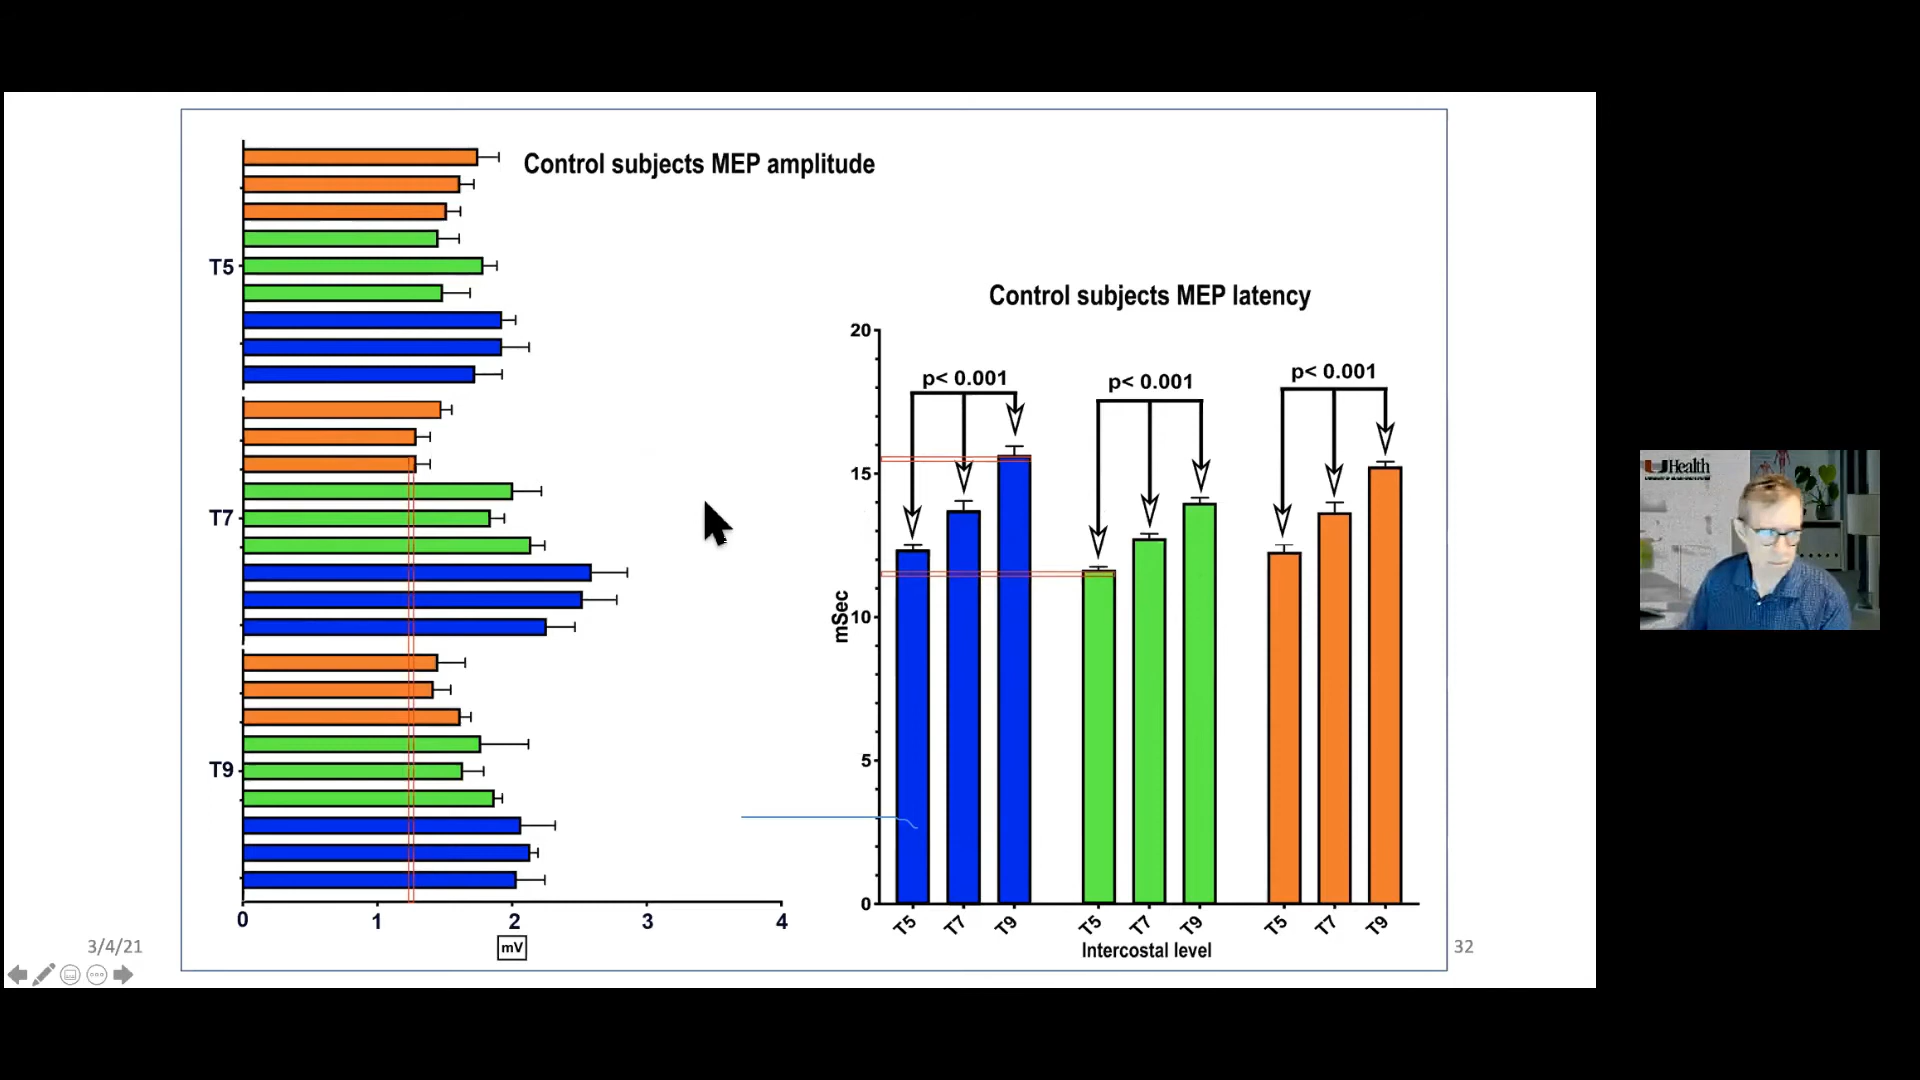 Control subjects MEP amplitude
T5
T7
T9
0 1 2 3 4
mV
Control subjects MEP latency
20
15
10
5
0
mSec
p< 0.001
p< 0.001
p< 0.001
T5 T7 T9 T5 T7 T9 T5 T7 T9
Intercostal level
3/4/21
32
UHealth